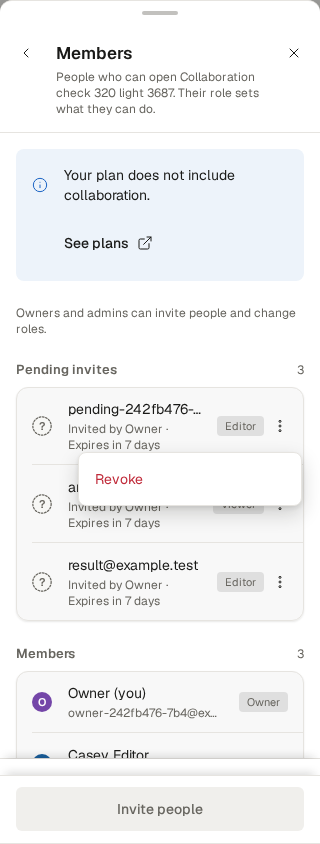 Members
People who can open Collaboration
check 320 light 3687. Their role sets
what they can do.
Your plan does not include
collaboration.
See plans
Owners and admins can invite people and change
roles.
Pending invites 3
pending-242fb476-...
Invited by Owner ·
Expires in 7 days
Editor
Revoke
Invited by Owner ·
Expires in 7 days
Viewer
result@example.test
Invited by Owner ·
Expires in 7 days
Editor
Members 3
O
Owner (you)
owner-242fb476-7b4@ex...
Owner
Casey Editor
Invite people